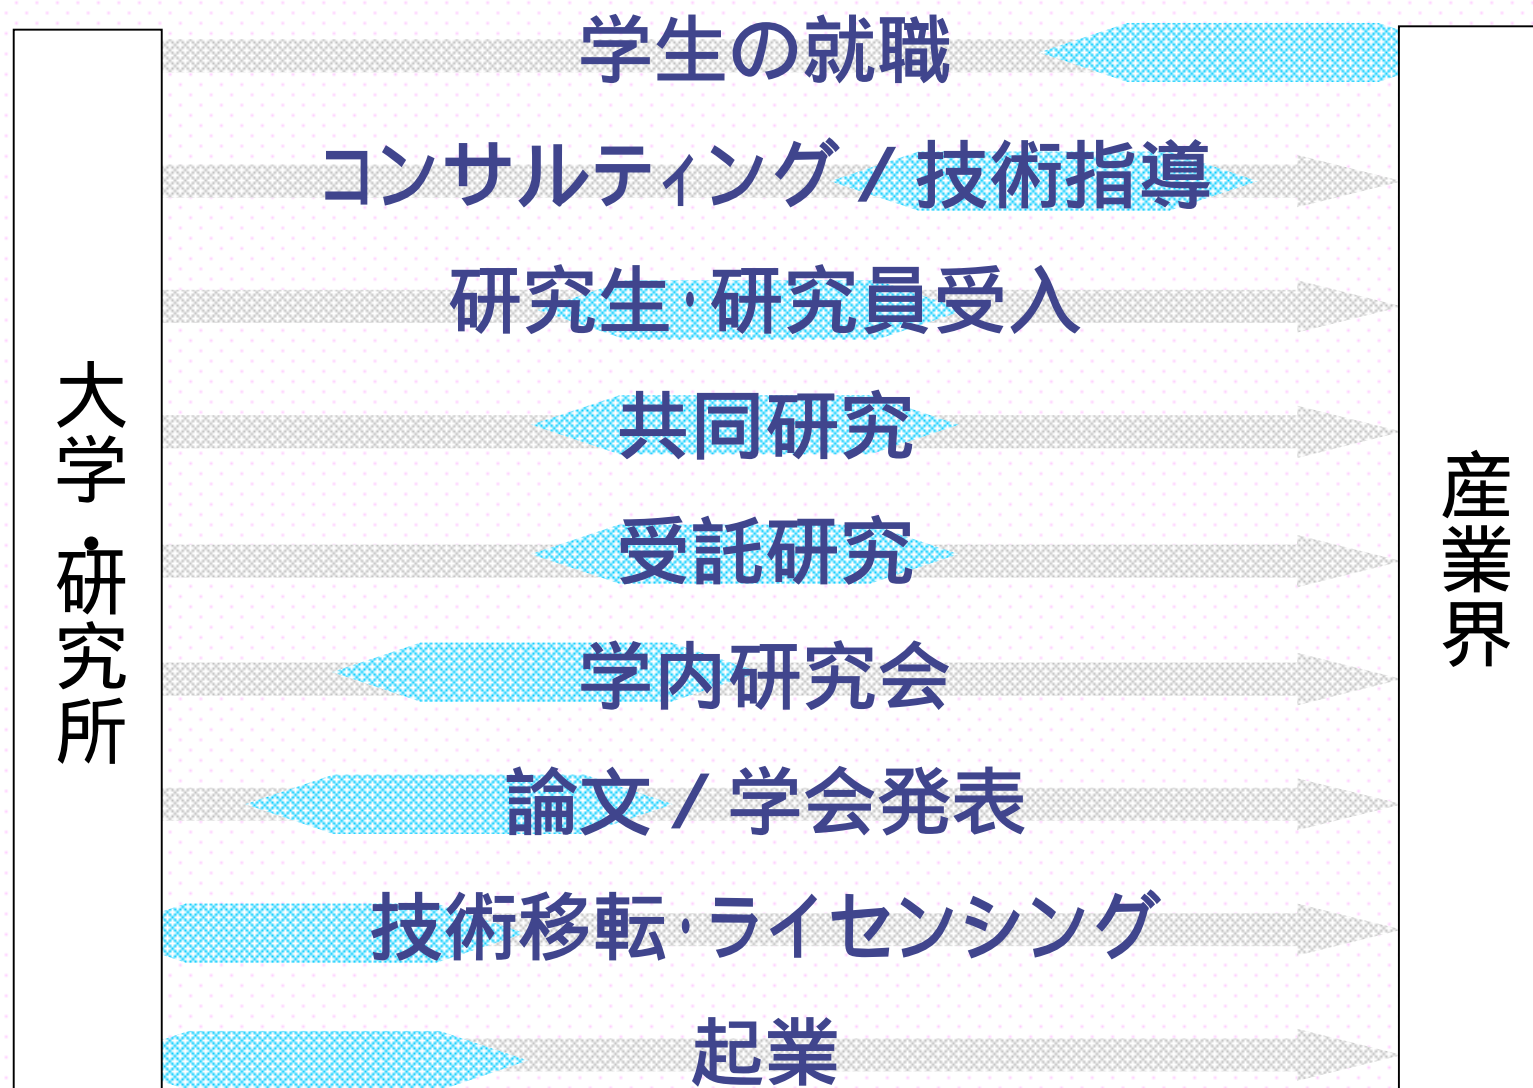 学生の就職
コンサルティング / 技術指導
研究生・研究員受入
共同研究
受託研究
学内研究会
論文 / 学会発表
技術移転・ライセンシング
起業
大学・研究所
産業界